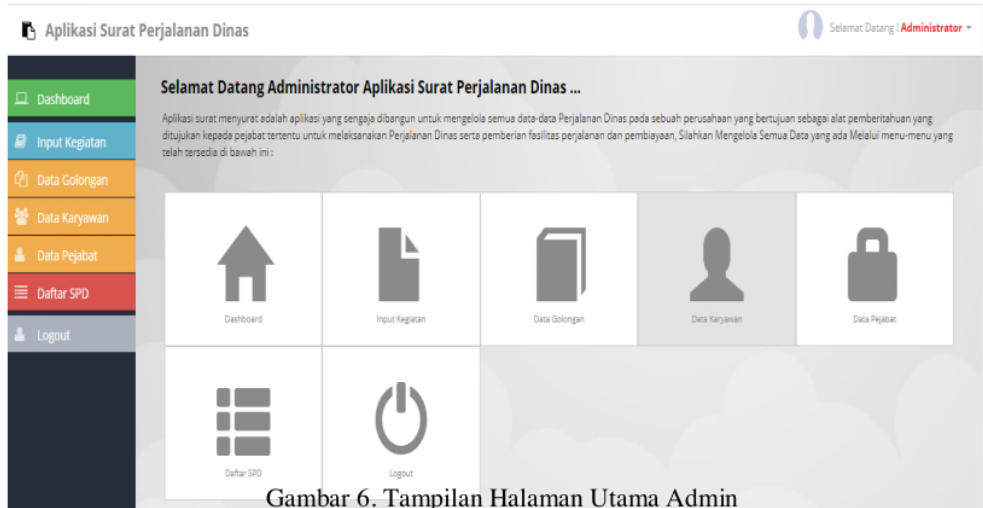 Aplikasi Surat Perjalanan Dinas
Selamat Datang | Administrator
Dashboard
Input Kegiatan
Data Golongan
Data Karyawan
Data Pejabat
Daftar SPD
Logout
Selamat Datang Administrator Aplikasi Surat Perjalanan Dinas ...
Aplikasi surat menyurat adalah aplikasi yang sengaja dibangun untuk mengelola semua data-data Perjalanan Dinas pada sebuah perusahaan yang bertujuan sebagai alat pemberitahuan yang
ditujukan kepada pejabat tertentu untuk melaksanakan Perjalanan Dinas serta pemberian fasilitas perjalanan dan pembiayaan, Silahkan Mengelola Semua Data yang ada Melalui menu-menu yang
telah tersedia di bawah ini :
Dashboard
Input Kegiatan
Data Golongan
Data Karyawan
Data Pejabat
Daftar SPD
Logout
Gambar 6. Tampilan Halaman Utama Admin